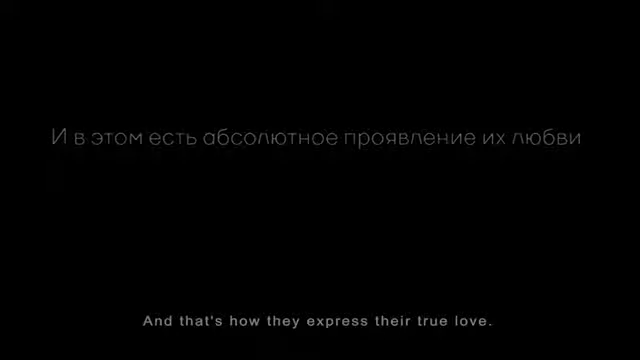 И в этом есть абсолютное проявление их любви
And that's how they express their true love.